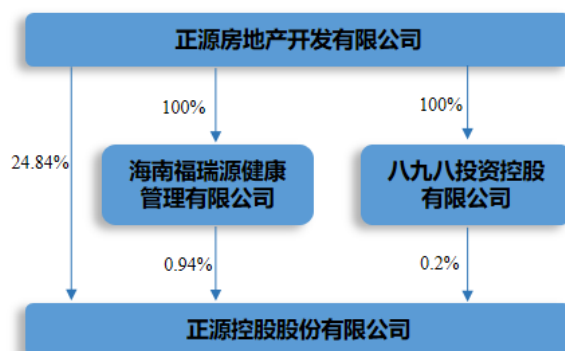 正源房地产开发有限公司
100%
100%
24.84%
海南福瑞源健康
管理有限公司
八九八投资控股
有限公司
0.94%
0.2%
正源控股股份有限公司